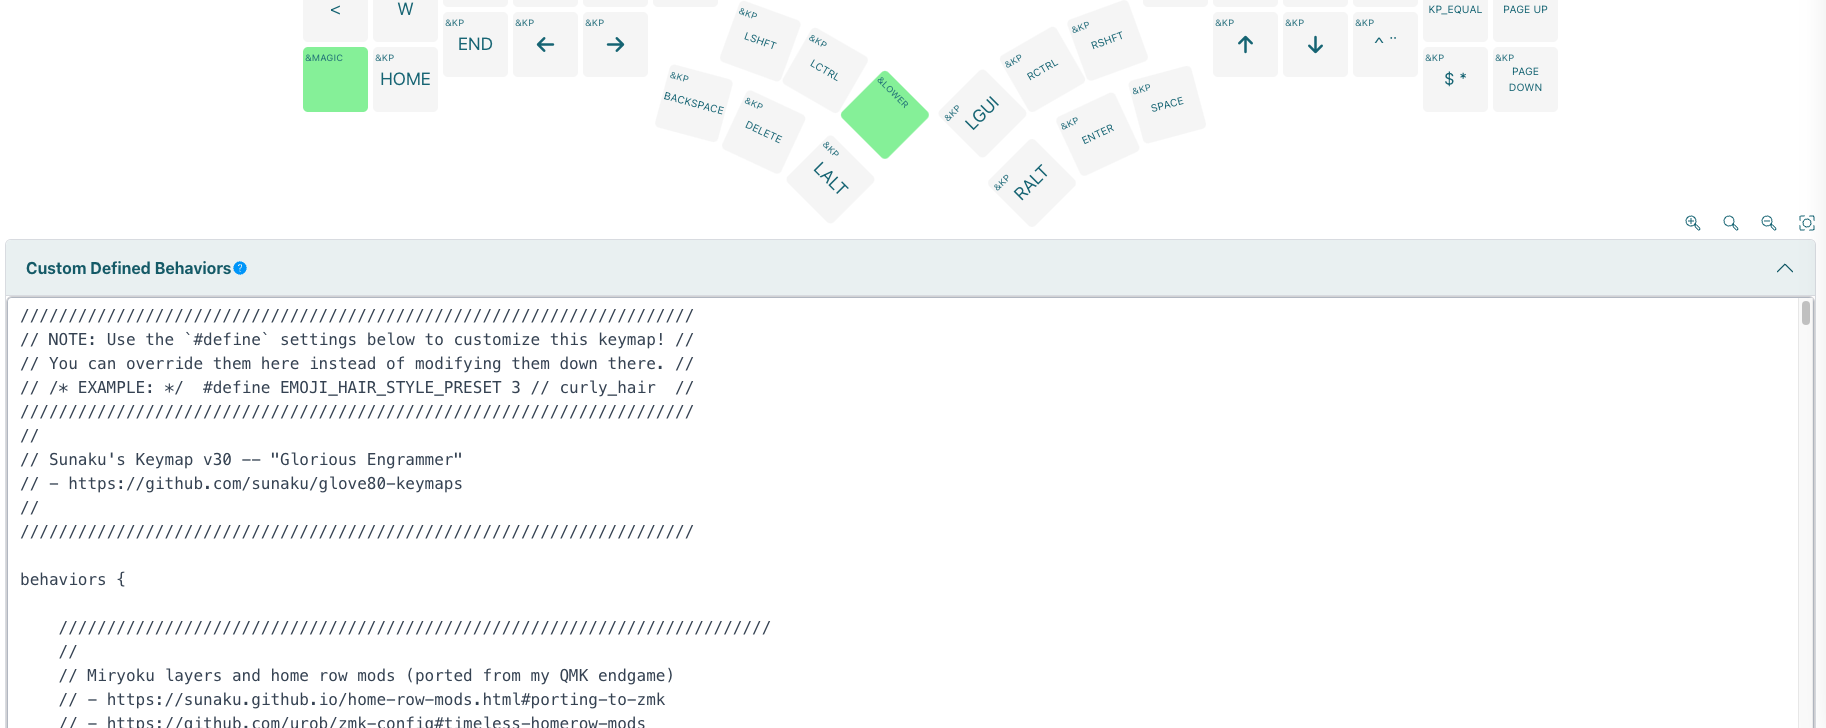 <
W
&KP
END
&KP
←
&KP
→
&KP
LSHFT
&KP
LCTRL
&LOWER
&MAGIC
&KP
HOME
&KP
BACKSPACE
&KP
DELETE
&KP
LALT
&KP
LGUI
&KP
RCTRL
&KP
RSHFT
&KP
RALT
&KP
ENTER
&KP
SPACE
&KP
↑
&KP
↓
&KP
^ ¨
KP_EQUAL
PAGE UP
&KP
$ *
&KP
PAGE
DOWN
Custom Defined Behaviors ?
//////////////////////////////////////////////////////////////////////
// NOTE: Use the `#define` settings below to customize this keymap! //
// You can override them here instead of modifying them down there. //
// /* EXAMPLE: */  #define EMOJI_HAIR_STYLE_PRESET 3 // curly_hair  //
//////////////////////////////////////////////////////////////////////
//
// Sunaku's Keymap v30 -- "Glorious Engrammer"
// - https://github.com/sunaku/glove80-keymaps
//
//////////////////////////////////////////////////////////////////////
behaviors {
//////////////////////////////////////////////////////////////////////////
//
// Miryoku layers and home row mods (ported from my QMK endgame)
// - https://sunaku.github.io/home-row-mods.html#porting-to-zmk
// - https://github.com/urob/zmk-config#timeless-homerow-mods